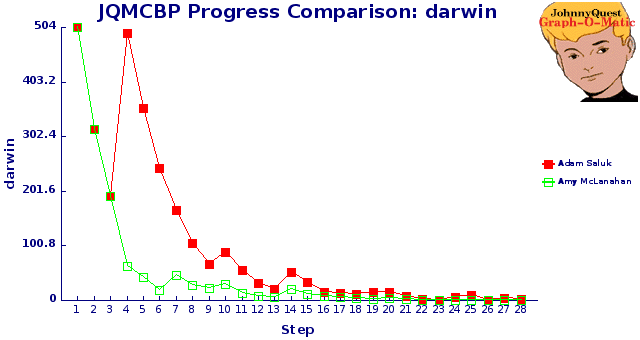 JQMCBP Progress Comparison: darwin
JohnnyQuest
Graph-O-Matic
504
403.2
302.4
201.6
100.8
0
darwin
1 2 3 4 5 6 7 8 9 10 11 12 13 14 15 16 17 18 19 20 21 22 23 24 25 26 27 28
Step
Adam Saluk
Amy McLanahan